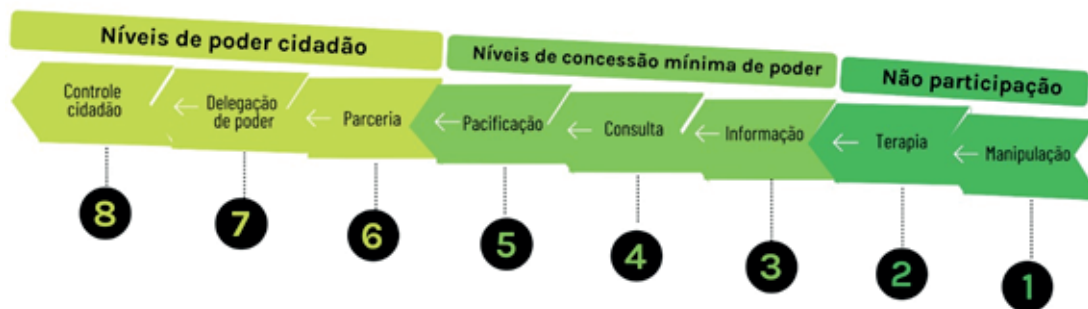 Níveis de poder cidadão
Níveis de concessão mínima de poder
Não participação
Controle
cidadão
Delegação
de poder
Parceria
Pacificação
Consulta
Informação
Terapia
Manipulação
8
7
6
5
4
3
2
1